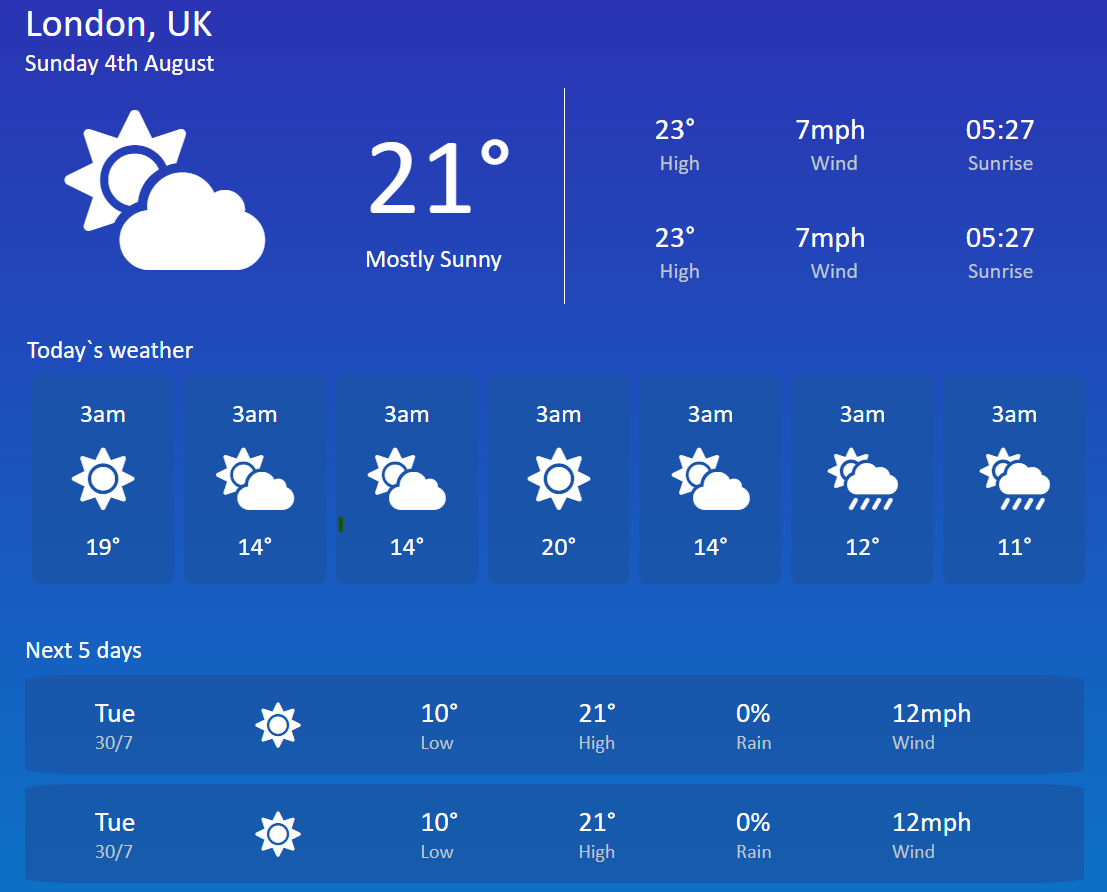 London, UK
Sunday 4th August
21°
Mostly Sunny
23° 7mph 05:27
High Wind Sunrise
23° 7mph 05:27
High Wind Sunrise
Today`s weather
3am 3am 3am 3am 3am 3am 3am
19° 14° 14° 20° 14° 12° 11°
Next 5 days
Tue 10° 21° 0% 12mph
30/7 Low High Rain Wind
Tue 10° 21° 0% 12mph
30/7 Low High Rain Wind